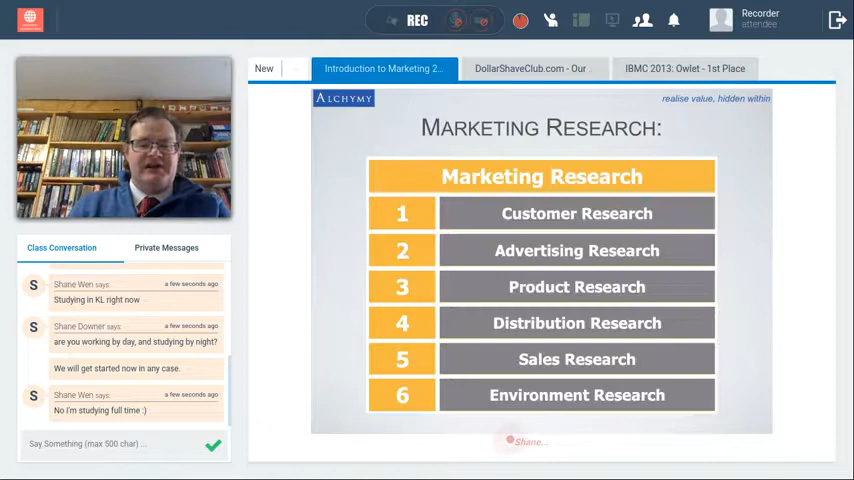 REC
Recorder
attendee
New
Introduction to Marketing 2...
DollarShaveClub.com - Our ...
IBMC 2013: Owlet - 1st Place
ALCHYMY
realise value, hidden within
MARKETING RESEARCH:
Marketing Research
1 Customer Research
2 Advertising Research
3 Product Research
4 Distribution Research
5 Sales Research
6 Environment Research
Shane...
Class Conversation
Private Messages
S
Shane Wen says: a few seconds ago
Studying in KL right now
S
Shane Downer says: a few seconds ago
are you working by day, and studying by night?
We will get started now in any case.
S
Shane Wen says: a few seconds ago
No I'm studying full time :)
Say Something (max 500 char) ...